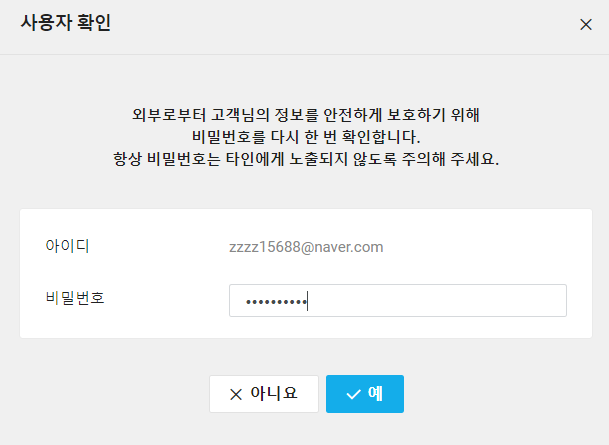 사용자 확인
외부로부터 고객님의 정보를 안전하게 보호하기 위해
비밀번호를 다시 한 번 확인합니다.
항상 비밀번호는 타인에게 노출되지 않도록 주의해 주세요.
아이디 zzzz15688@naver.com
비밀번호 ••••••••••
아니요 예